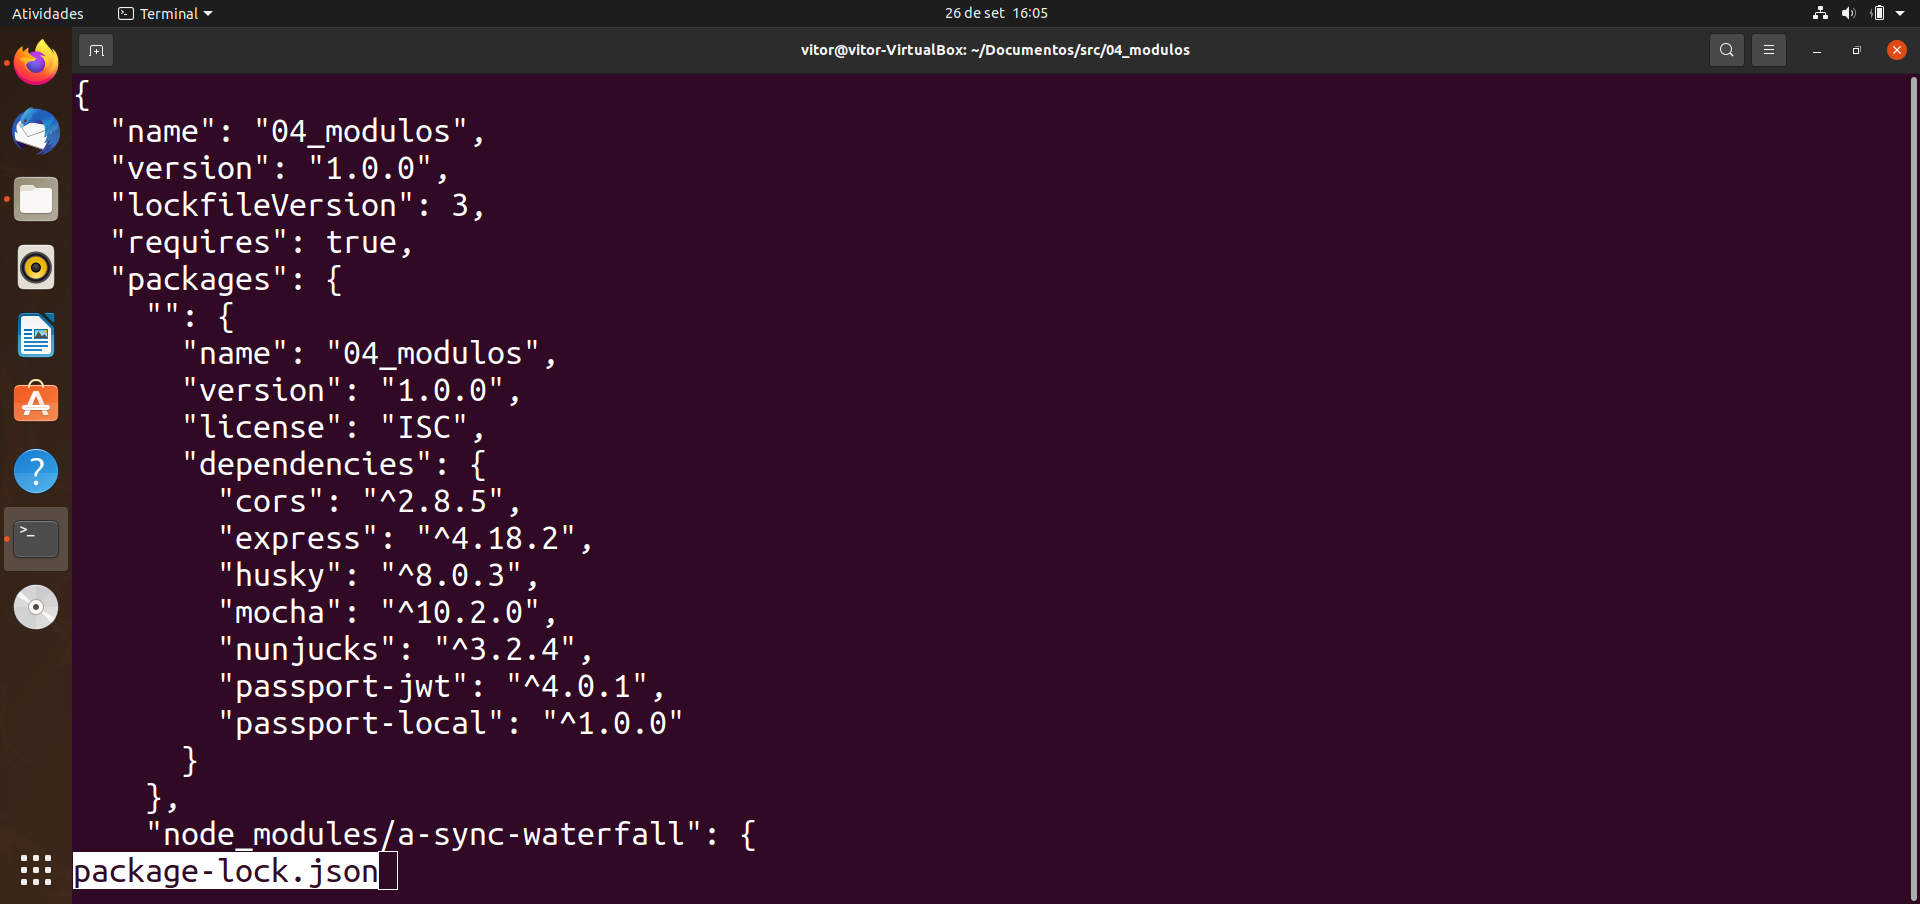 Atividades Terminal 26 de set 16:05
vitor@vitor-VirtualBox: ~/Documentos/src/04_modulos
{
  "name": "04_modulos",
  "version": "1.0.0",
  "lockfileVersion": 3,
  "requires": true,
  "packages": {
    "": {
      "name": "04_modulos",
      "version": "1.0.0",
      "license": "ISC",
      "dependencies": {
        "cors": "^2.8.5",
        "express": "^4.18.2",
        "husky": "^8.0.3",
        "mocha": "^10.2.0",
        "nunjucks": "^3.2.4",
        "passport-jwt": "^4.0.1",
        "passport-local": "^1.0.0"
      }
    },
    "node_modules/a-sync-waterfall": {
package-lock.json